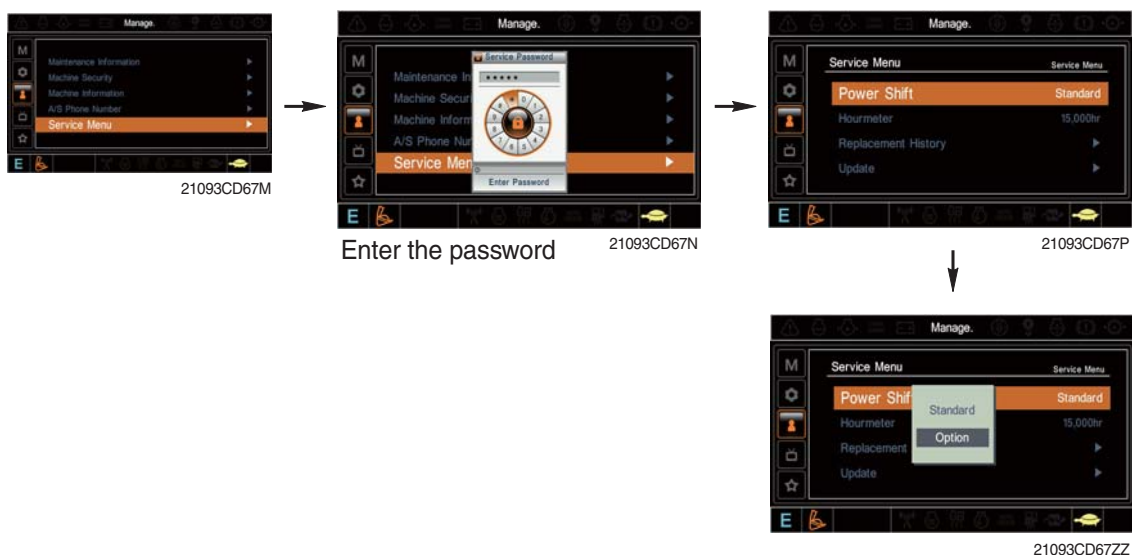 Manage.
M
Maintenance Information
Machine Security
Machine Information
A/S Phone Number
Service Menu
E
21093CD67M
Manage.
Service Password
*****
M
Maintenance In
Machine Securi
Machine Inform
A/S Phone Nur
Service Men
Enter Password
E
Enter the password
21093CD67N
Manage.
M
Service Menu
Service Menu
Power Shift
Standard
Hourmeter
15,000hr
Replacement History
Update
E
21093CD67P
Manage.
M
Service Menu
Service Menu
Power Shif
Standard
Standard
Hourmeter
15,000hr
Option
Replacement
Update
E
21093CD67ZZ